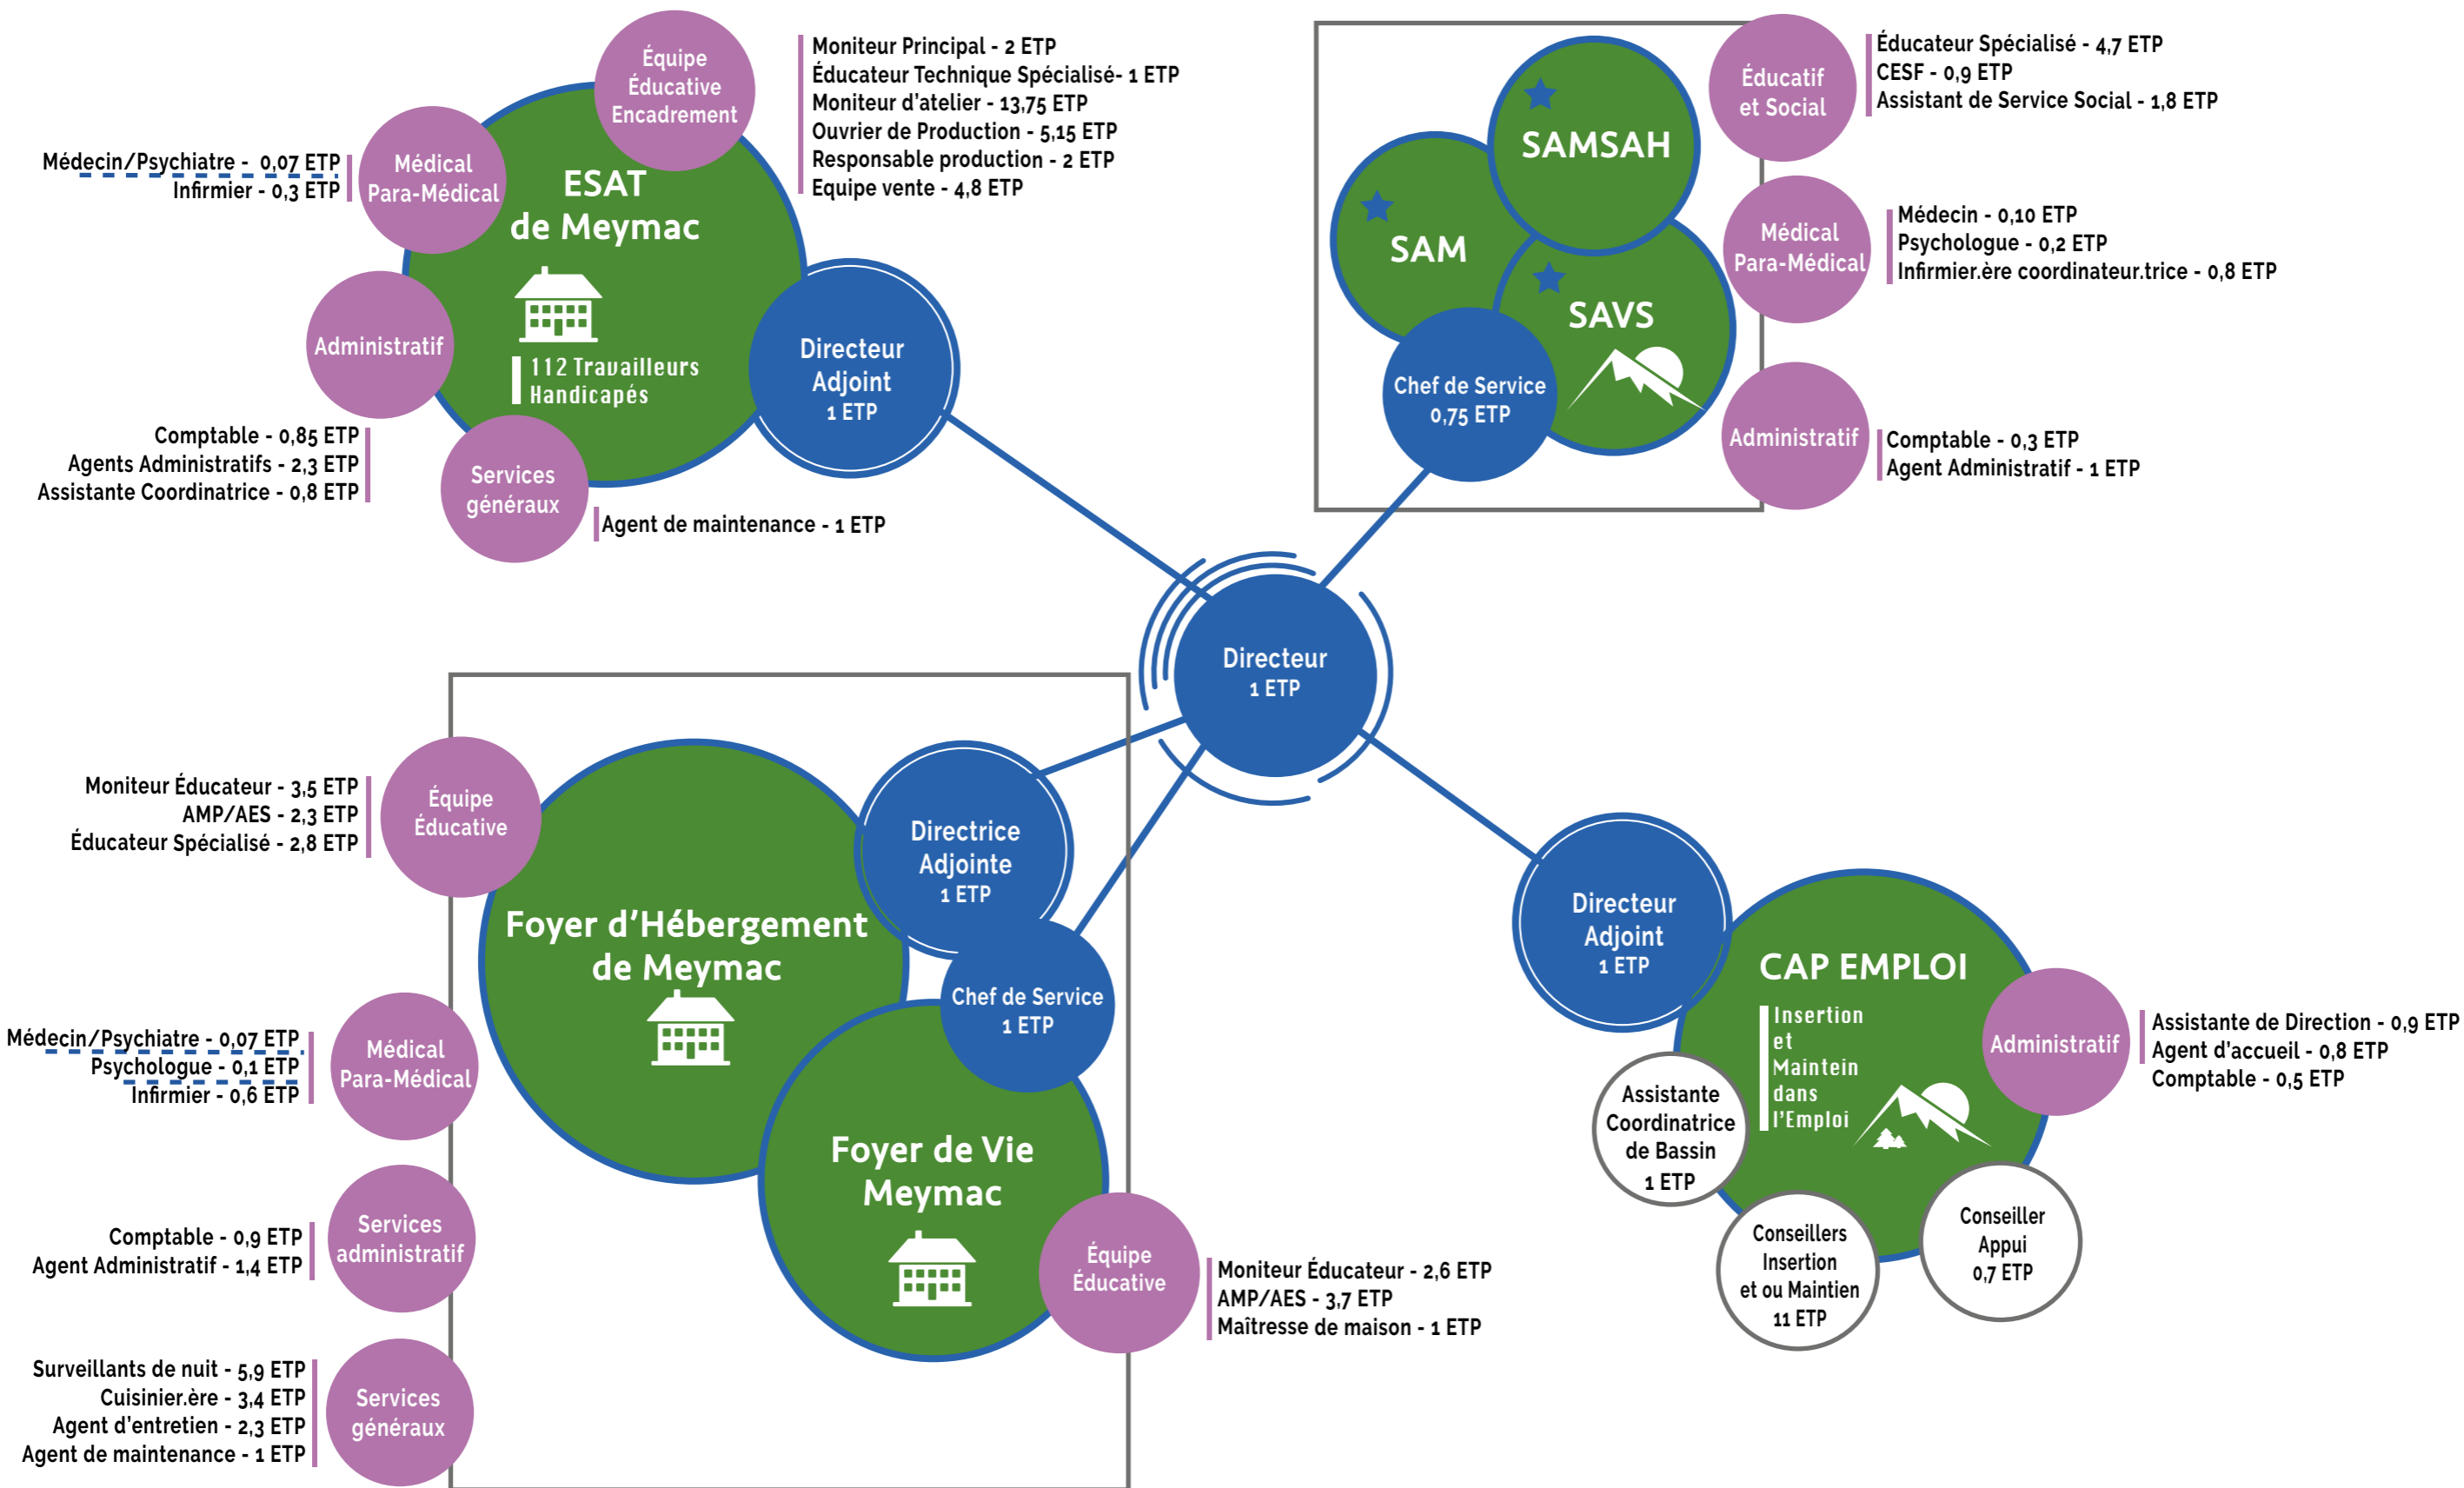 Équipe
Éducative
Encadrement
Moniteur Principal - 2 ETP
Éducateur Technique Spécialisé- 1 ETP
Moniteur d'atelier - 13,75 ETP
Ouvrier de Production - 5,15 ETP
Responsable production - 2 ETP
Equipe vente - 4,8 ETP
Médecin/Psychiatre - 0,07 ETP
Infirmier - 0,3 ETP
Médical
Para-Médical
ESAT
de Meymac
112 Travailleurs
Handicapés
Administratif
Comptable - 0,85 ETP
Agents Administratifs - 2,3 ETP
Assistante Coordinatrice - 0,8 ETP
Services
généraux
Agent de maintenance - 1 ETP
Directeur
Adjoint
1 ETP
SAMSAH
SAM
SAVS
Chef de Service
0,75 ETP
Éducatif
et Social
Éducateur Spécialisé - 4,7 ETP
CESF - 0,9 ETP
Assistant de Service Social - 1,8 ETP
Médical
Para-Médical
Médecin - 0,10 ETP
Psychologue - 0,2 ETP
Infirmier.ère coordinateur.trice - 0,8 ETP
Administratif
Comptable - 0,3 ETP
Agent Administratif - 1 ETP
Directeur
1 ETP
Moniteur Éducateur - 3,5 ETP
AMP/AES - 2,3 ETP
Éducateur Spécialisé - 2,8 ETP
Équipe
Éducative
Directrice
Adjointe
1 ETP
Foyer d'Hébergement
de Meymac
Chef de Service
1 ETP
Médecin/Psychiatre - 0,07 ETP
Psychologue - 0,1 ETP
Infirmier - 0,6 ETP
Médical
Para-Médical
Foyer de Vie
Meymac
Comptable - 0,9 ETP
Agent Administratif - 1,4 ETP
Services
administratif
Équipe
Éducative
Moniteur Éducateur - 2,6 ETP
AMP/AES - 3,7 ETP
Maîtresse de maison - 1 ETP
Surveillants de nuit - 5,9 ETP
Cuisinier.ère - 3,4 ETP
Agent d'entretien - 2,3 ETP
Agent de maintenance - 1 ETP
Services
généraux
Directeur
Adjoint
1 ETP
CAP EMPLOI
Insertion
et
Maintein
dans
l'Emploi
Administratif
Assistante de Direction - 0,9 ETP
Agent d'accueil - 0,8 ETP
Comptable - 0,5 ETP
Assistante
Coordinatrice
de Bassin
1 ETP
Conseillers
Insertion
et ou Maintien
11 ETP
Conseiller
Appui
0,7 ETP